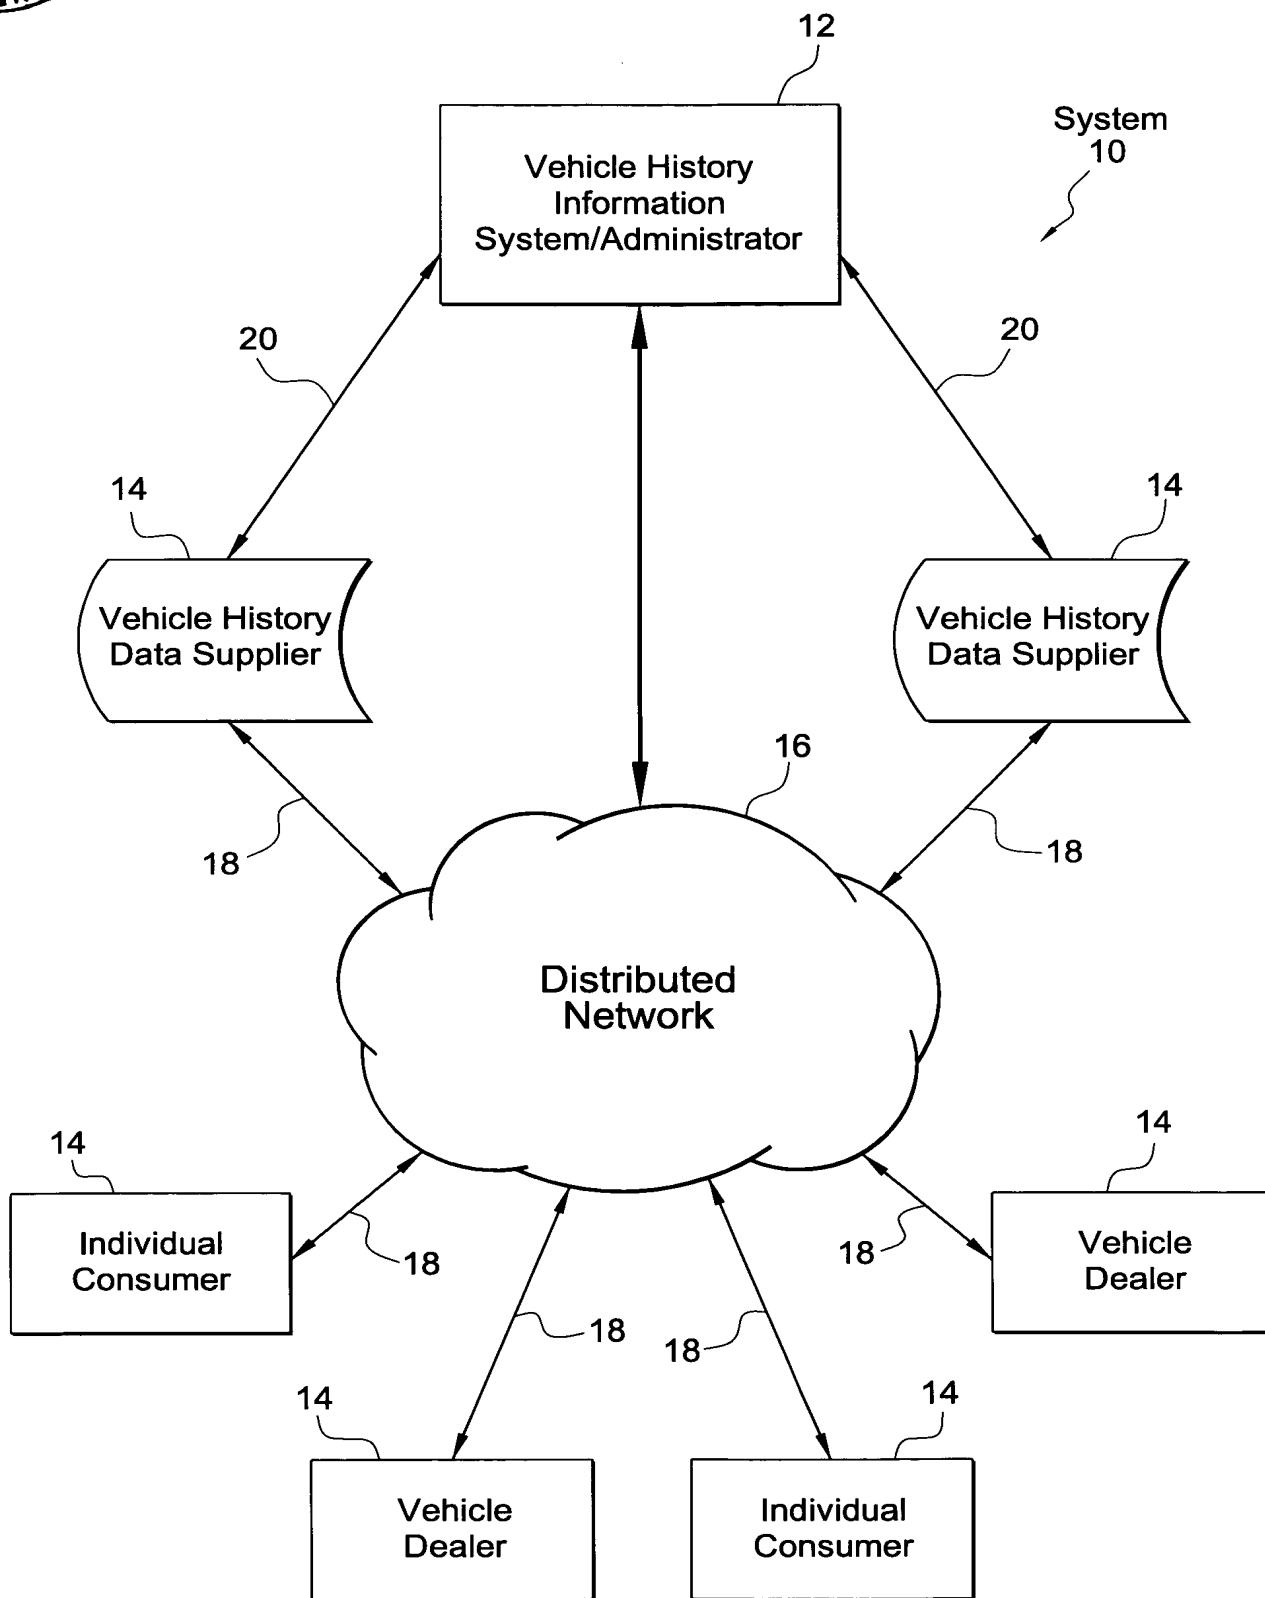 12
System
10
Vehicle History
Information
System/Administrator
20
20
14
14
Vehicle History
Data Supplier
Vehicle History
Data Supplier
16
18
18
Distributed
Network
14
14
Individual
Consumer
18
18
Vehicle
Dealer
18
18
14
14
Vehicle
Dealer
Individual
Consumer